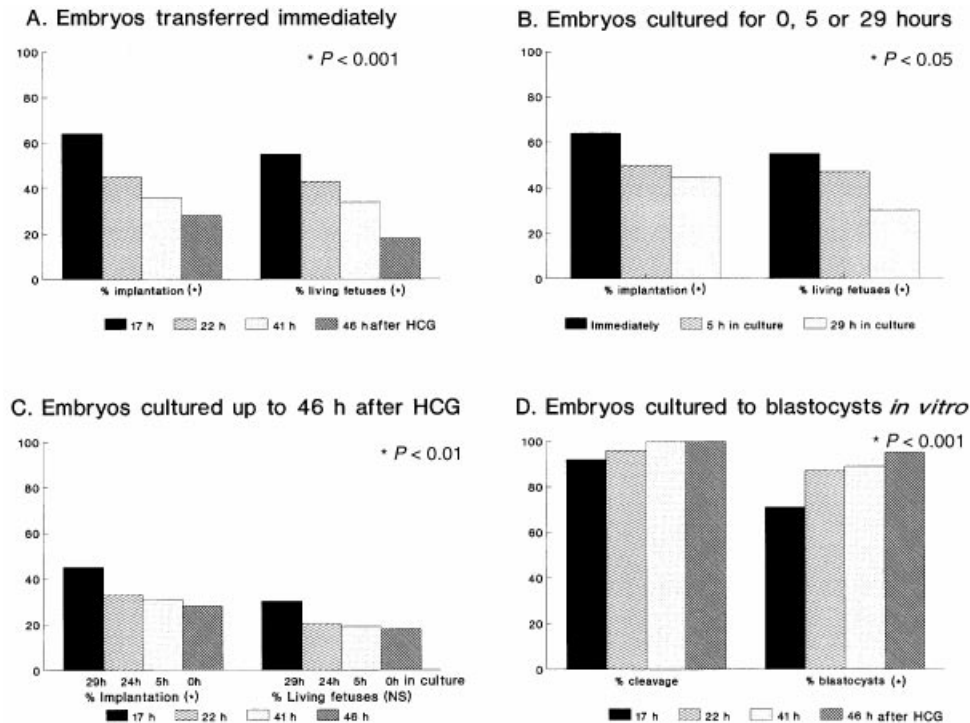 A. Embryos transferred immediately
* P < 0.001
100
80
60
40
20
0
% implantation (*)
% living fetuses (*)
17 h
22 h
41 h
46 h after HCG
B. Embryos cultured for 0, 5 or 29 hours
* P < 0.05
100
80
60
40
20
0
% implantation (*)
% living fetuses (*)
Immediately
5 h in culture
29 h in culture
C. Embryos cultured up to 46 h after HCG
* P < 0.01
100
80
60
40
20
0
29h 24h 5h 0h
29h 24h 5h 0h in culture
% Implantation (*)
% Living fetuses (NS)
17 h
22 h
41 h
46 h
D. Embryos cultured to blastocysts in vitro
* P < 0.001
100
80
60
40
20
0
% cleavage
% blastocysts (*)
17 h
22 h
41 h
46 h after HCG